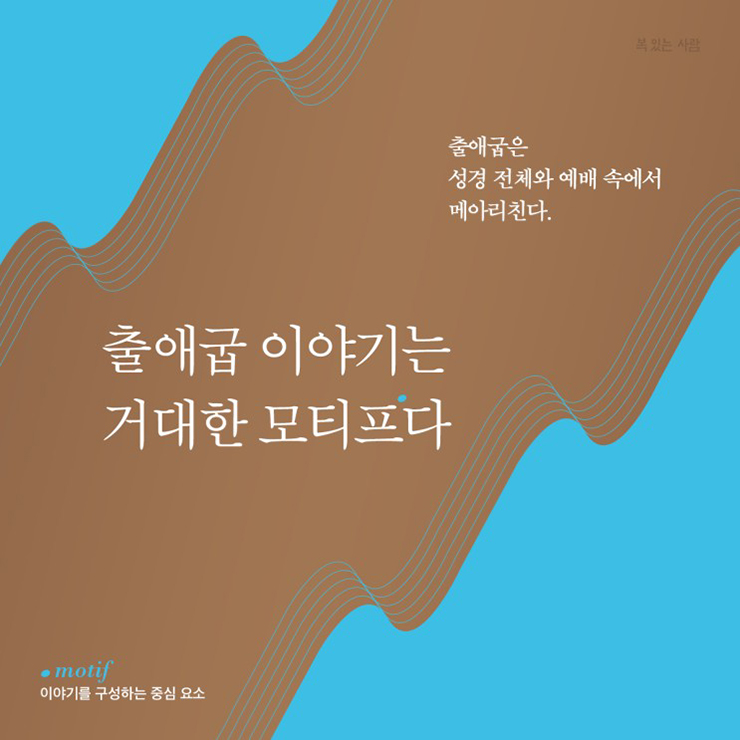 복 있는 사람
출애굽은
성경 전체와 예배 속에서
메아리친다.
출애굽 이야기는
거대한 모티프다
motif
이야기를 구성하는 중심 요소